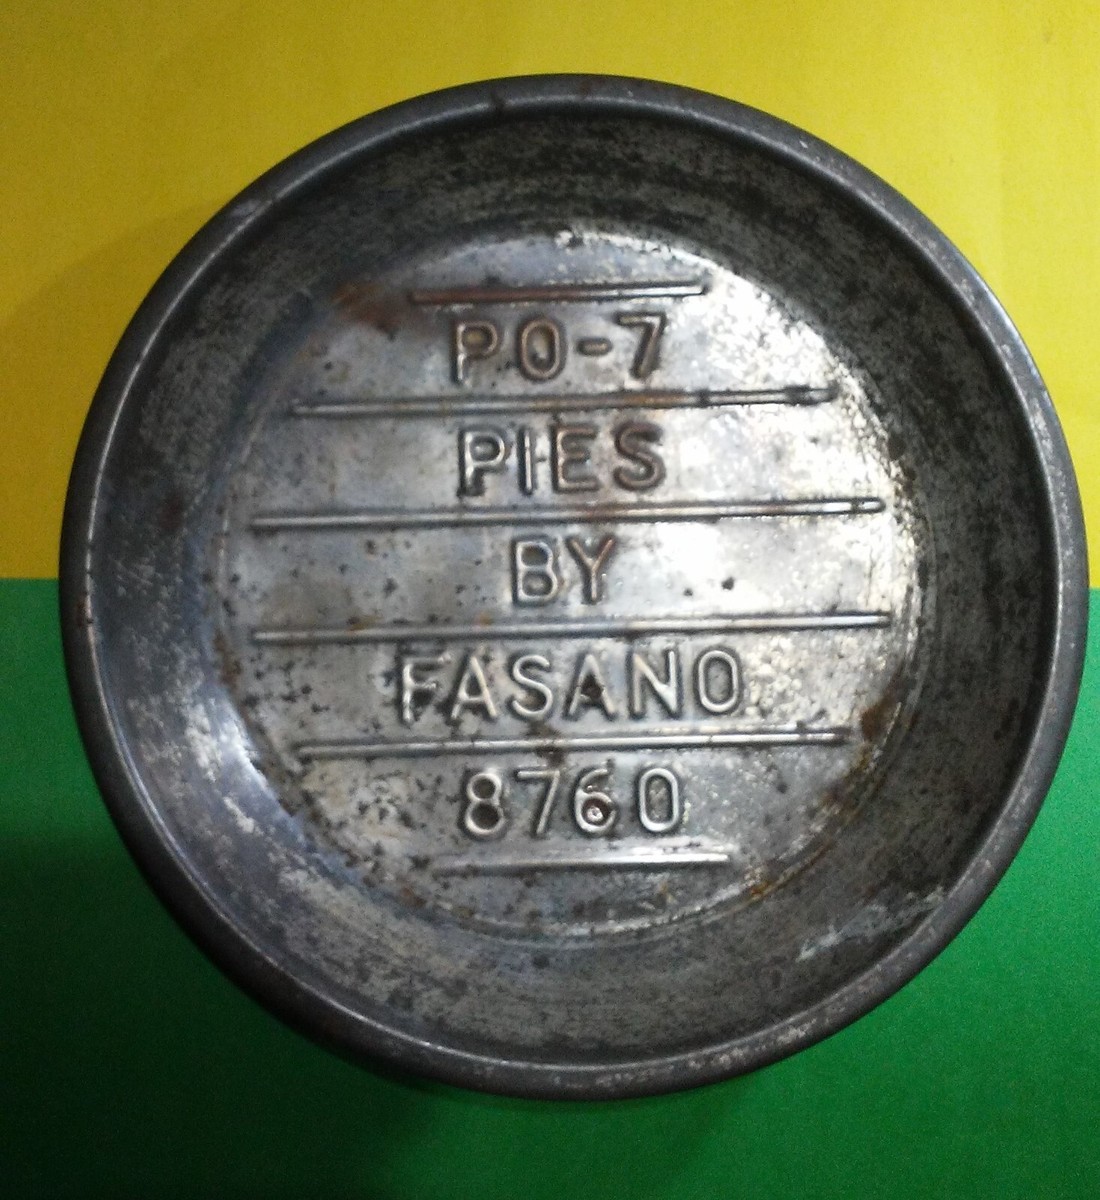 PO-7
PIES
BY
FASANO
8760